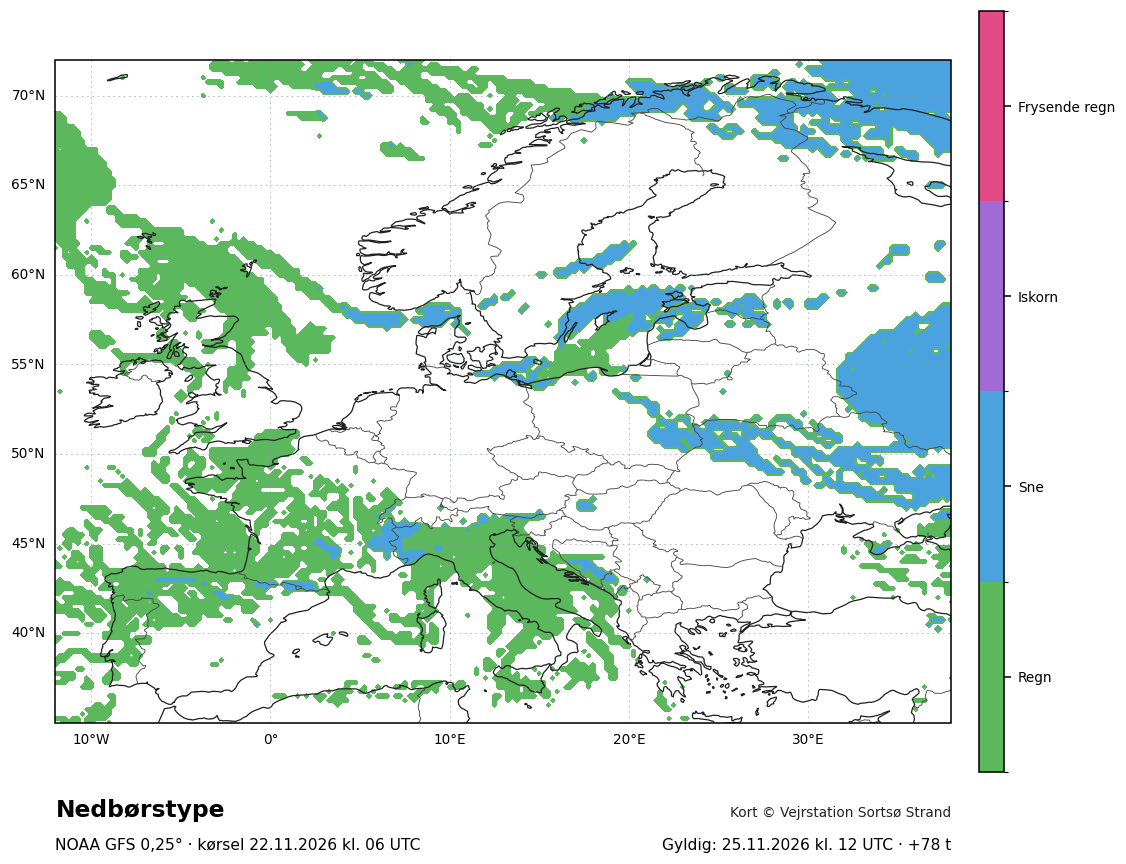 70°N
65°N
60°N
55°N
50°N
45°N
40°N
10°W
0°
10°E
20°E
30°E
Frysende regn
Iskorn
Sne
Regn
Nedbørstype
Kort © Vejrstation Sortsø Strand
NOAA GFS 0,25° · kørsel 22.11.2026 kl. 06 UTC
Gyldig: 25.11.2026 kl. 12 UTC · +78 t